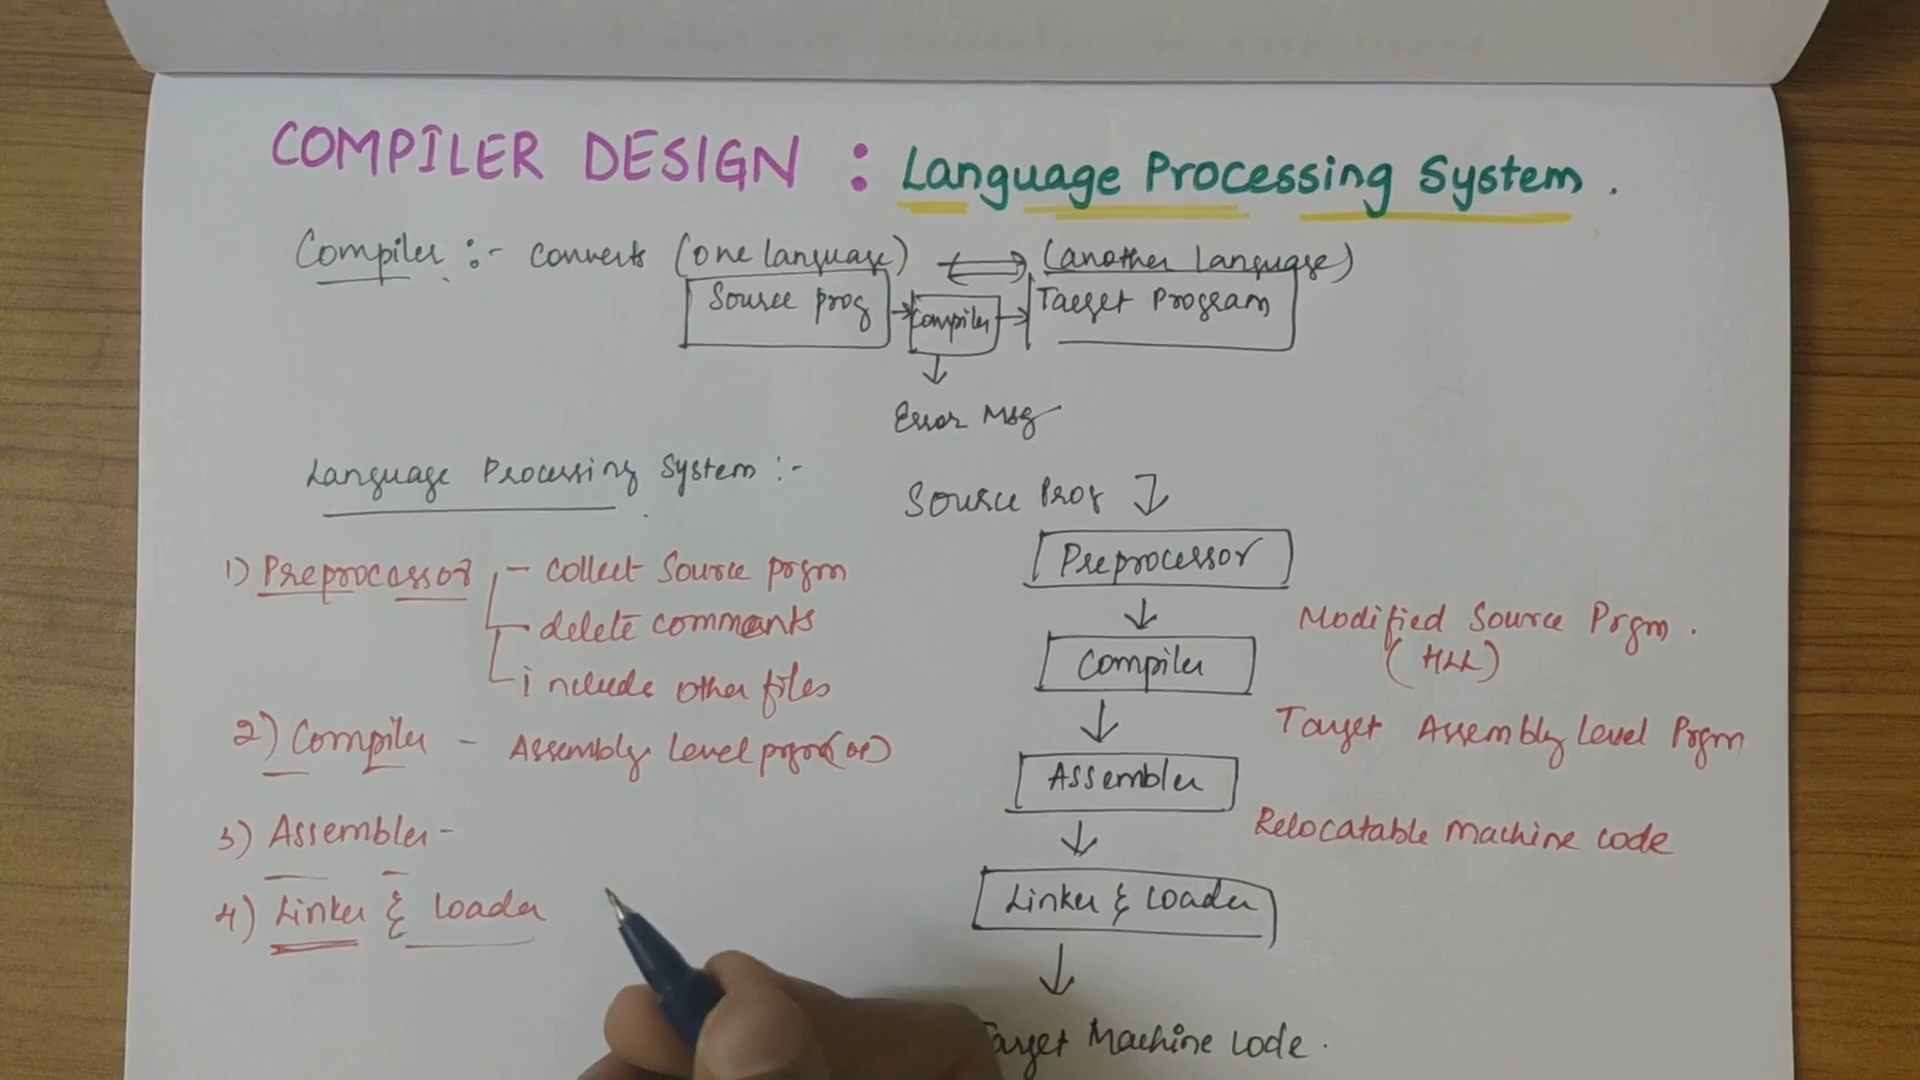 COMPILER DESIGN : Language Processing System .
Compiler :- converts (one language) (another language)
Source prog Compiler Target Program
Error Msg
Language Processing System :-
1) Preprocessor - collect Source prgm
- delete comments
- include other files
2) Compiler - Assembly level prgm(OP)
3) Assembler -
4) Linker & Loader
Source Prog
Preprocessor
Modified Source Prgm .
(HLL)
Compiler
Target Assembly Level Prgm
Assembler
Relocatable Machine code
Linker & Loader
Target Machine Code .